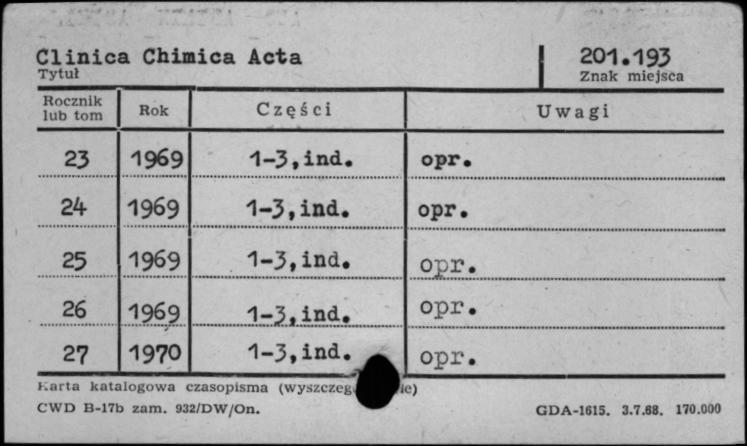 Clinica Chimica Acta 201.193
Tytuł Znak miejsca
Rocznik lub tom Rok Części Uwagi
23 1969 1-3,ind. opr.
24 1969 1-3,ind. opr.
25 1969 1-3,ind. opr.
26 1969 1-3,ind. opr.
27 1970 1-3,ind. opr.
Karta katalogowa czasopisma
CWD B-17b zam. 932/DW/On. GDA-1615. 3.7.68. 170.000